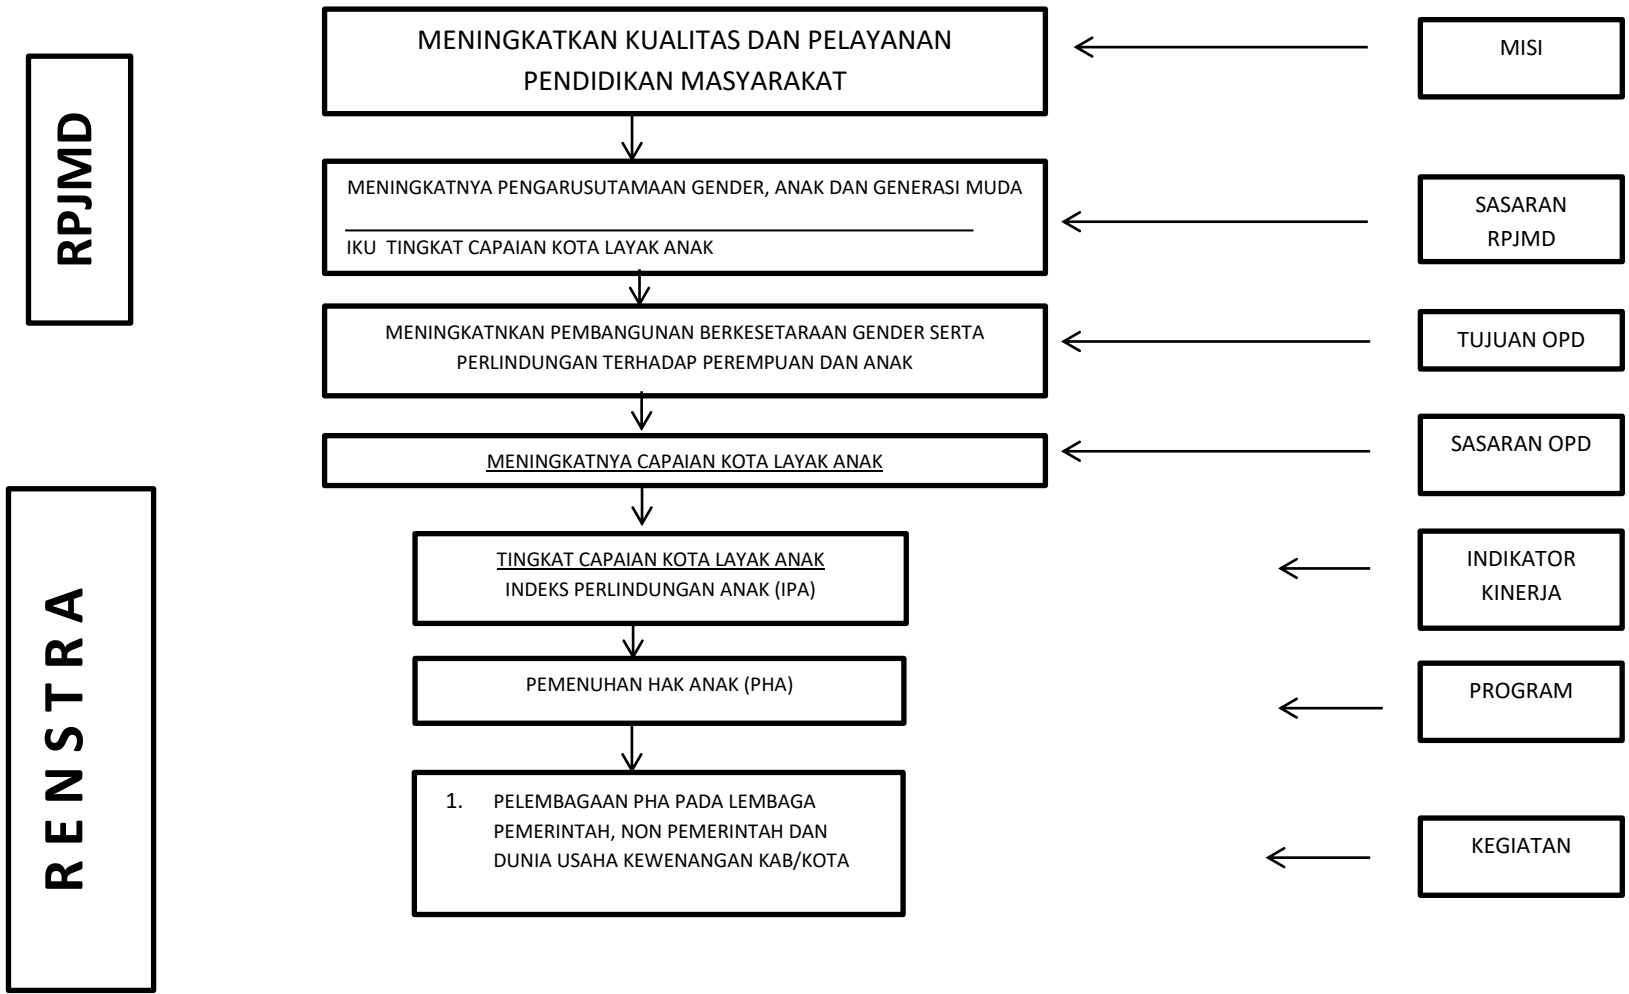 RPJMD
MENINGKATKAN KUALITAS DAN PELAYANAN
PENDIDIKAN MASYARAKAT
MISI
MENINGKATNYA PENGARUSUTAMAAN GENDER, ANAK DAN GENERASI MUDA
IKU TINGKAT CAPAIAN KOTA LAYAK ANAK
SASARAN
RPJMD
MENINGKATNKAN PEMBANGUNAN BERKESETARAAN GENDER SERTA
PERLINDUNGAN TERHADAP PEREMPUAN DAN ANAK
TUJUAN OPD
MENINGKATNYA CAPAIAN KOTA LAYAK ANAK
SASARAN OPD
RENSTRA
TINGKAT CAPAIAN KOTA LAYAK ANAK
INDEKS PERLINDUNGAN ANAK (IPA)
INDIKATOR
KINERJA
PEMENUHAN HAK ANAK (PHA)
PROGRAM
1. PELEMBAGAAN PHA PADA LEMBAGA
PEMERINTAH, NON PEMERINTAH DAN
DUNIA USAHA KEWENANGAN KAB/KOTA
KEGIATAN